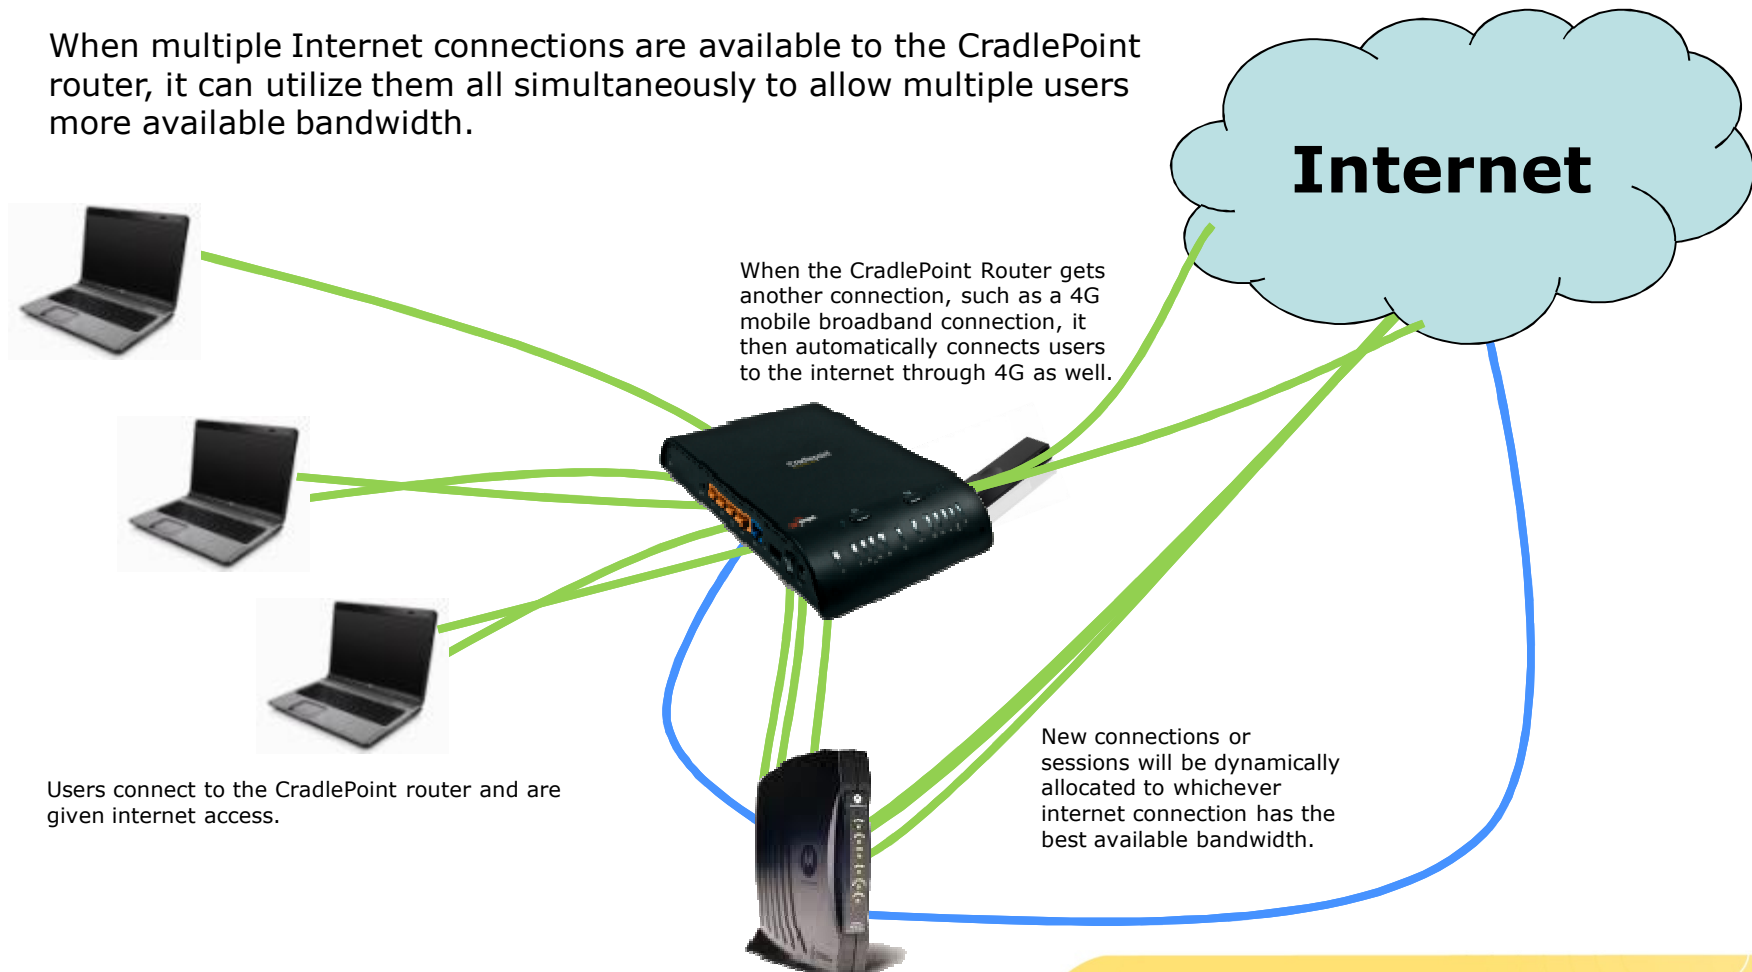 When multiple Internet connections are available to the CradlePoint
router, it can utilize them all simultaneously to allow multiple users
more available bandwidth.
Internet
When the CradlePoint Router gets
another connection, such as a 4G
mobile broadband connection, it
then automatically connects users
to the internet through 4G as well.
cradlepoint
New connections or
sessions will be dynamically
allocated to whichever
internet connection has the
best available bandwidth.
Users connect to the CradlePoint router and are
given internet access.